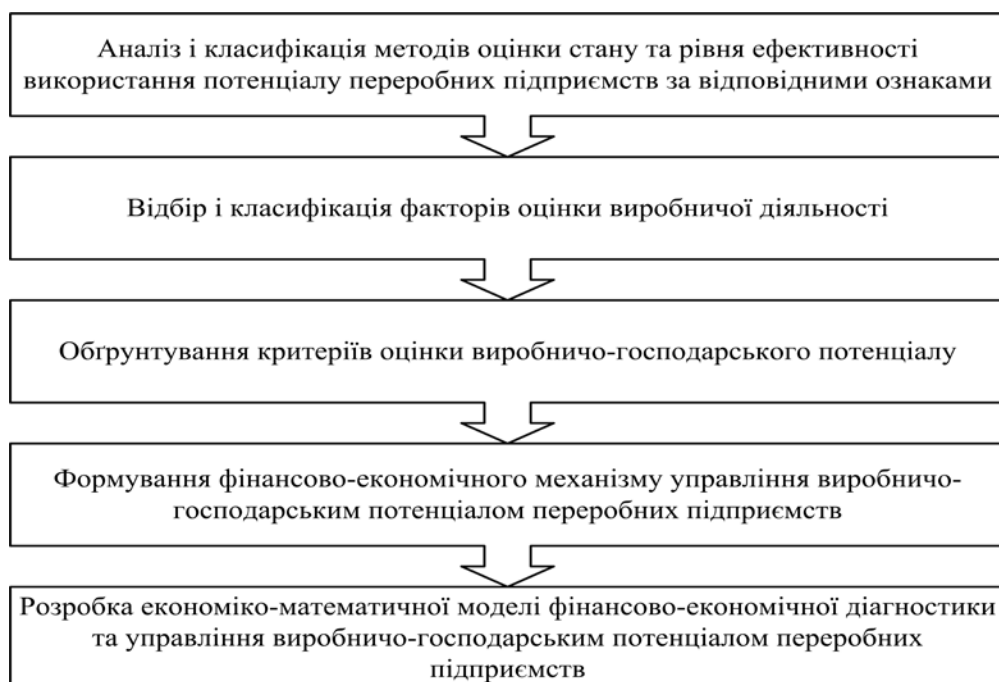 Аналіз і класифікація методів оцінки стану та рівня ефективності
використання потенціалу переробних підприємств за відповідними ознаками
Відбір і класифікація факторів оцінки виробничої діяльності
Обґрунтування критеріїв оцінки виробничо-господарського потенціалу
Формування фінансово-економічного механізму управління виробничо-
господарським потенціалом переробних підприємств
Розробка економіко-математичної моделі фінансово-економічної діагностики
та управління виробничо-господарським потенціалом переробних
підприємств